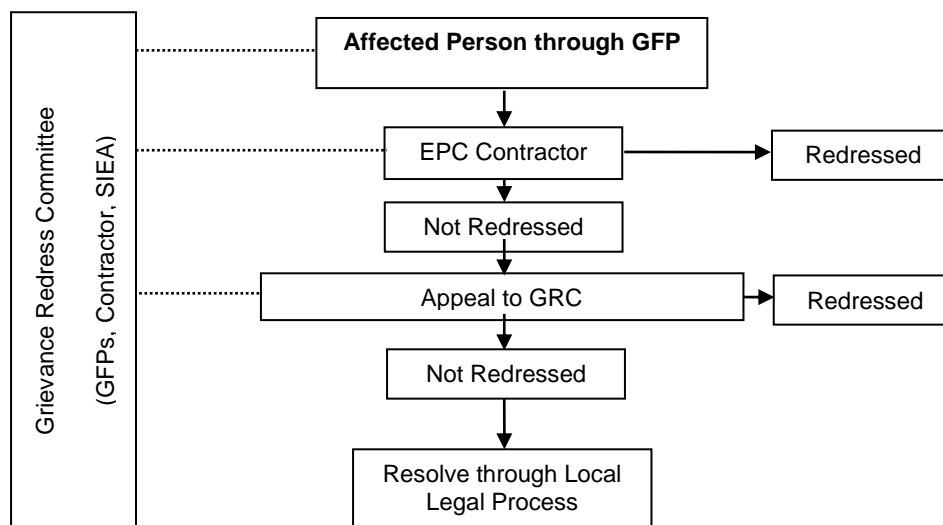 Grievance Redress Committee
(GFPs, Contractor, SIEA)
Affected Person through GFP
EPC Contractor
Redressed
Not Redressed
Appeal to GRC
Redressed
Not Redressed
Resolve through Local
Legal Process